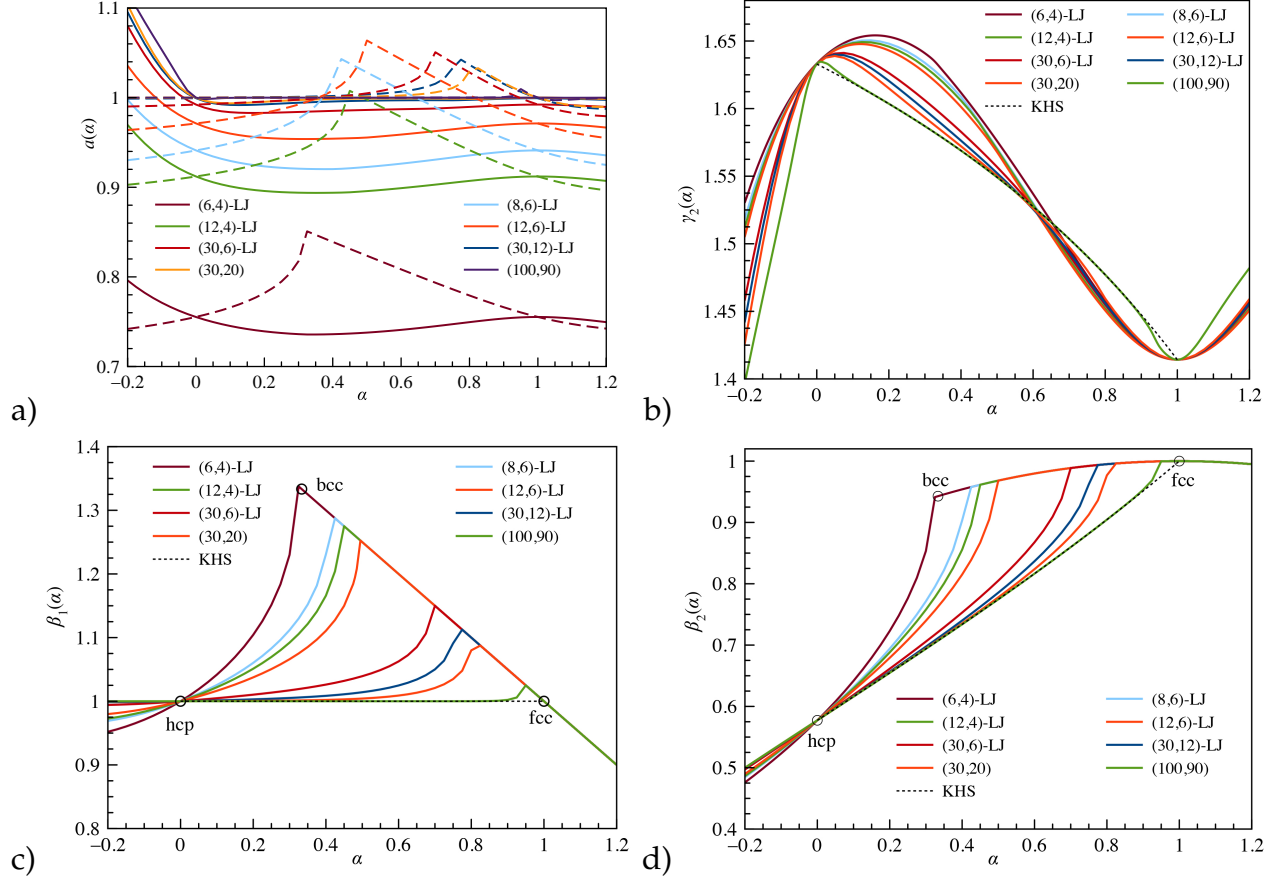 1.1
1
0.9
0.8
0.7
a(α)
(6,4)-LJ (8,6)-LJ
(12,4)-LJ (12,6)-LJ
(30,6)-LJ (30,12)-LJ
(30,20) (100,90)
−0.2 0 0.2 0.4 0.6 0.8 1 1.2
α
a)
1.65
1.6
1.55
1.5
1.45
1.4
γ2(α)
(6,4)-LJ (8,6)-LJ
(12,4)-LJ (12,6)-LJ
(30,6)-LJ (30,12)-LJ
(30,20) (100,90)
KHS
−0.2 0 0.2 0.4 0.6 0.8 1 1.2
α
b)
1.4
1.3
1.2
1.1
1
0.9
0.8
β1(α)
(6,4)-LJ (8,6)-LJ
(12,4)-LJ (12,6)-LJ
(30,6)-LJ (30,12)-LJ
(30,20) (100,90)
KHS
bcc
hcp
fcc
−0.2 0 0.2 0.4 0.6 0.8 1 1.2
α
c)
1
0.9
0.8
0.7
0.6
0.5
0.4
β2(α)
bcc
fcc
hcp
(6,4)-LJ (8,6)-LJ
(12,4)-LJ (12,6)-LJ
(30,6)-LJ (30,12)-LJ
(30,20) (100,90)
KHS
−0.2 0 0.2 0.4 0.6 0.8 1 1.2
α
d)